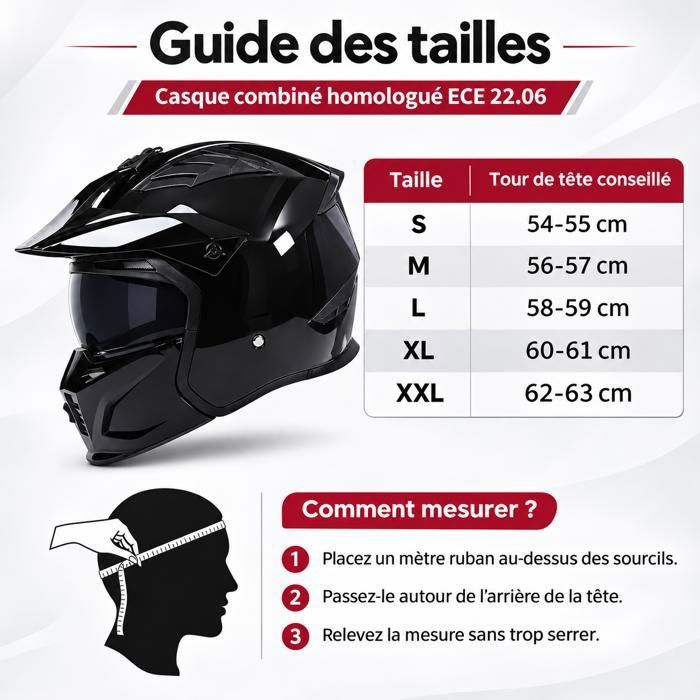 Guide des tailles
Casque combiné homologué ECE 22.06
Taille Tour de tête conseillé
S 54-55 cm
M 56-57 cm
L 58-59 cm
XL 60-61 cm
XXL 62-63 cm
Comment mesurer ?
1 Placez un mètre ruban au-dessus des sourcils.
2 Passez-le autour de l'arrière de la tête.
3 Relevez la mesure sans trop serrer.